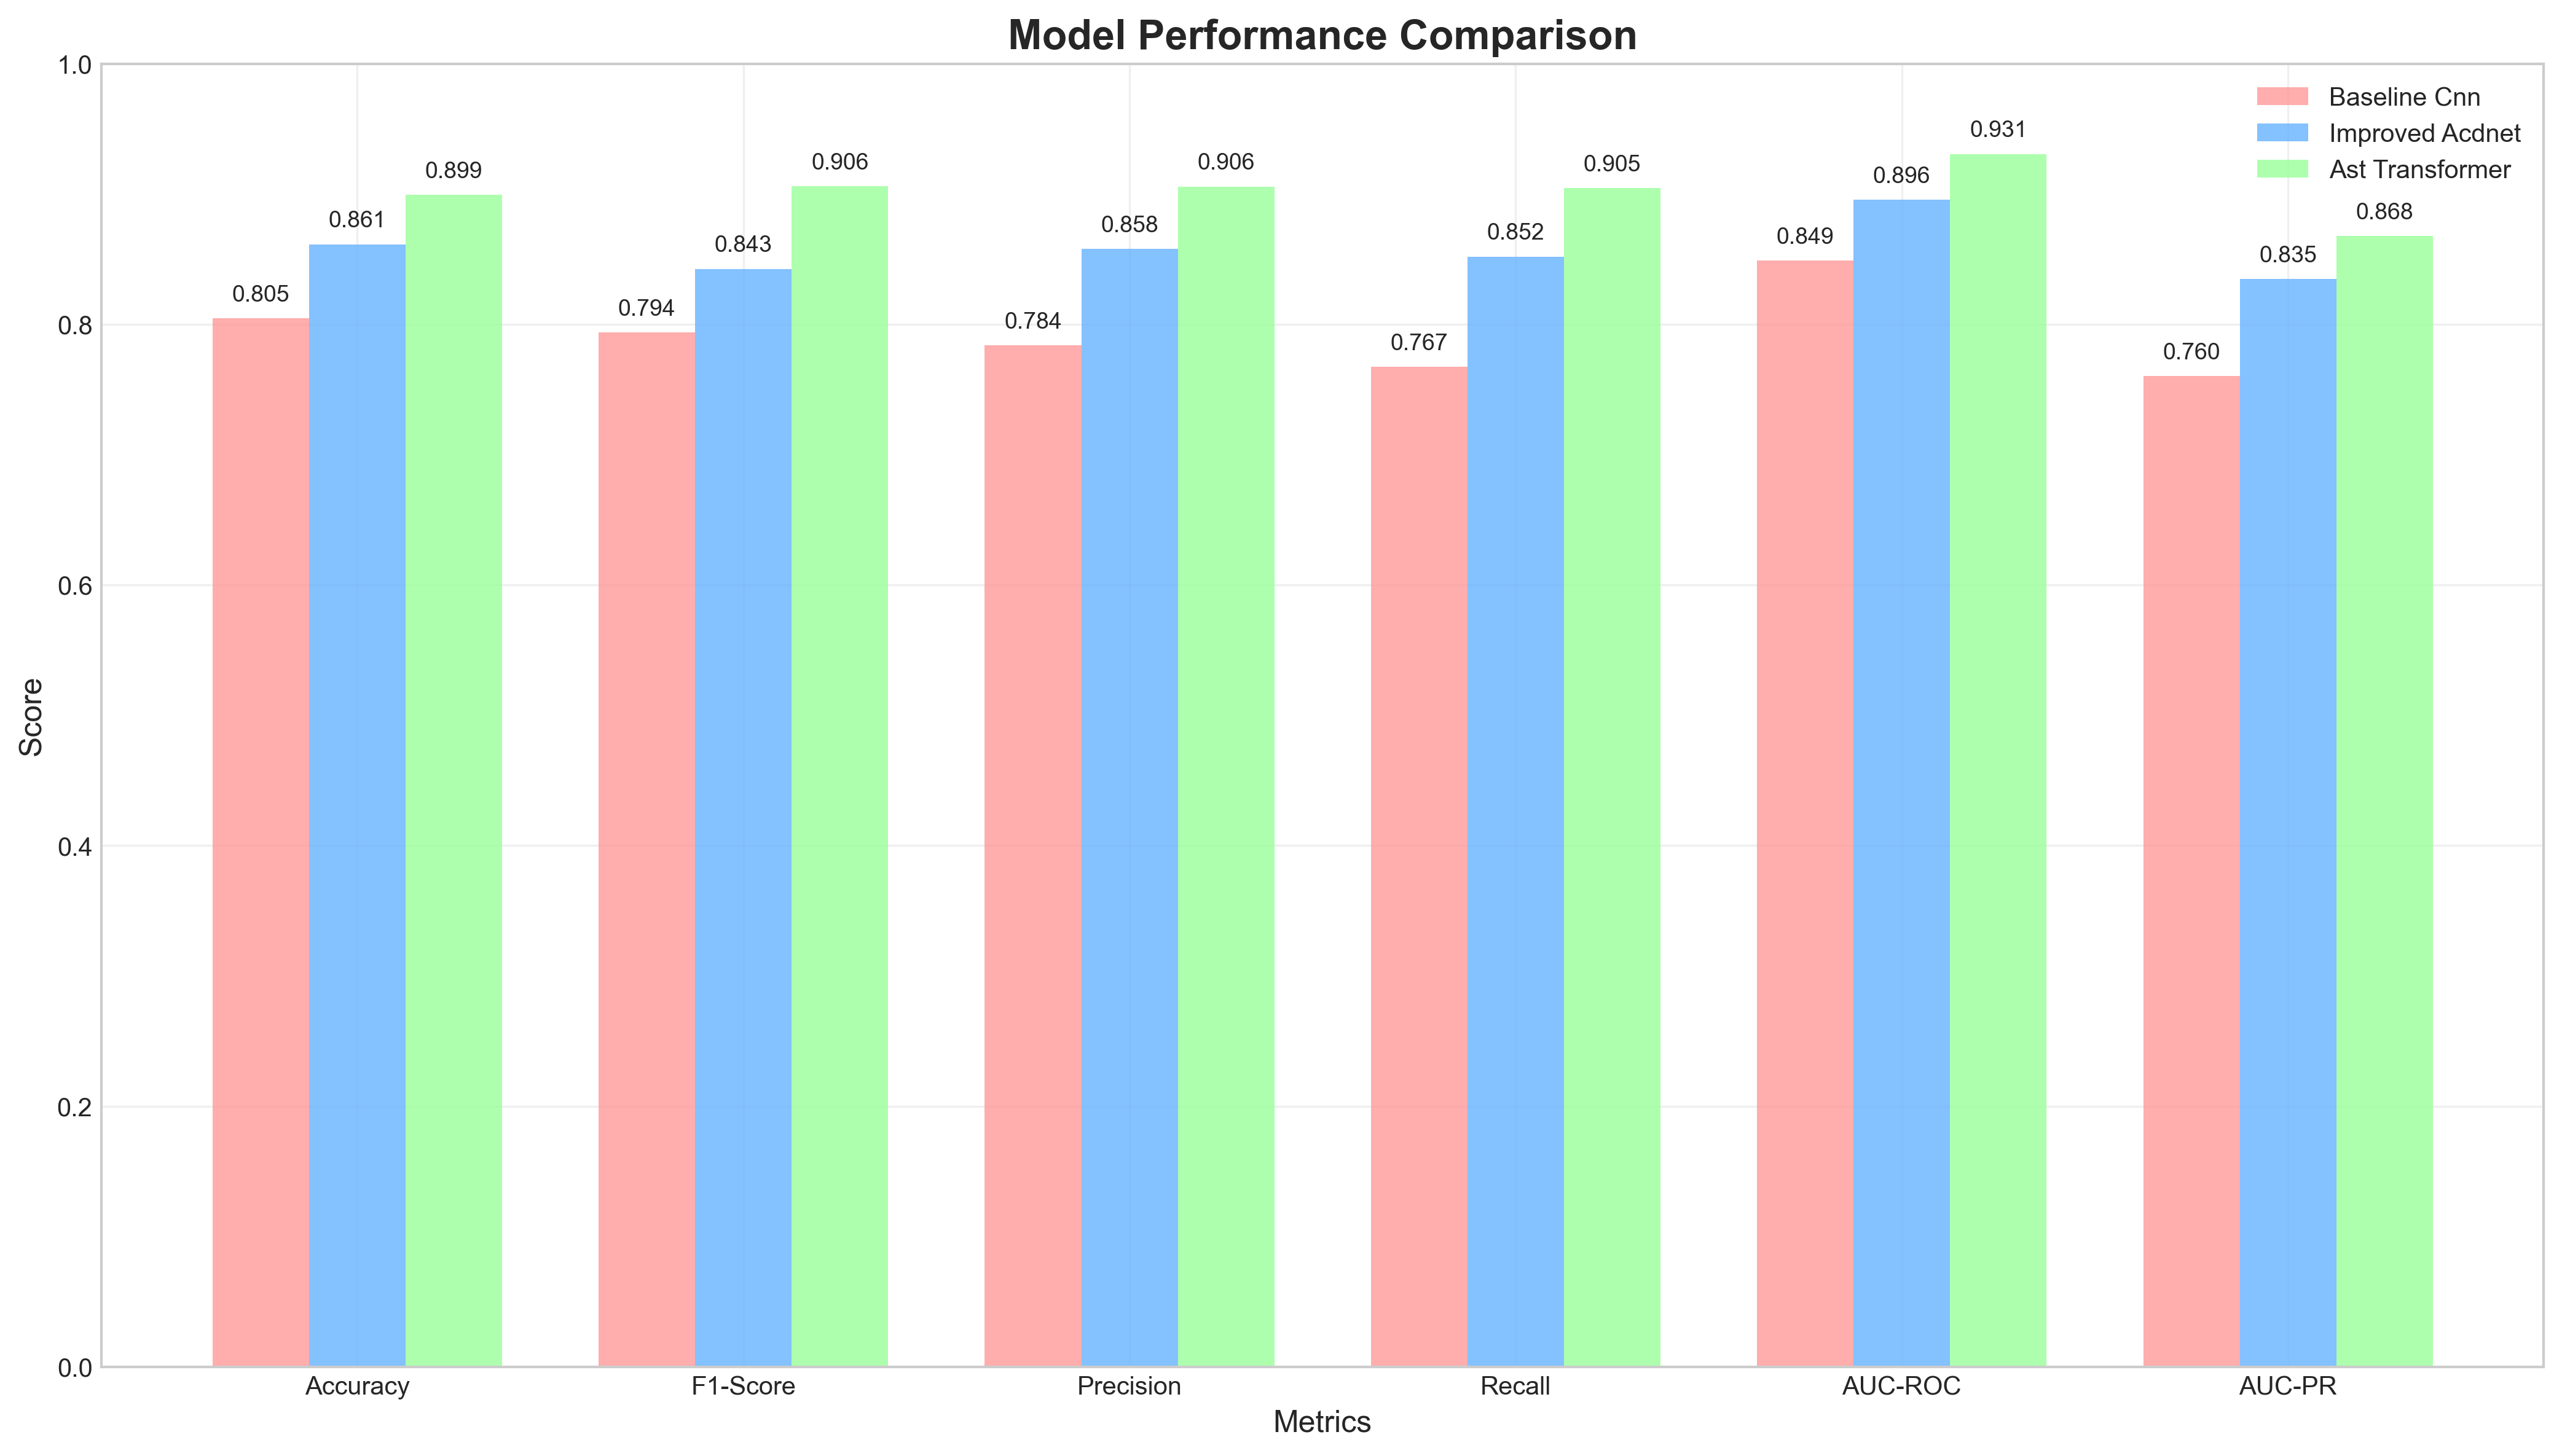 Model Performance Comparison
1.0
0.8
0.6
0.4
0.2
0.0
Score
Baseline Cnn
Improved Acdnet
Ast Transformer
0.805
0.861
0.899
0.794
0.843
0.906
0.784
0.858
0.906
0.767
0.852
0.905
0.849
0.896
0.931
0.760
0.835
0.868
Accuracy
F1-Score
Precision
Recall
AUC-ROC
AUC-PR
Metrics